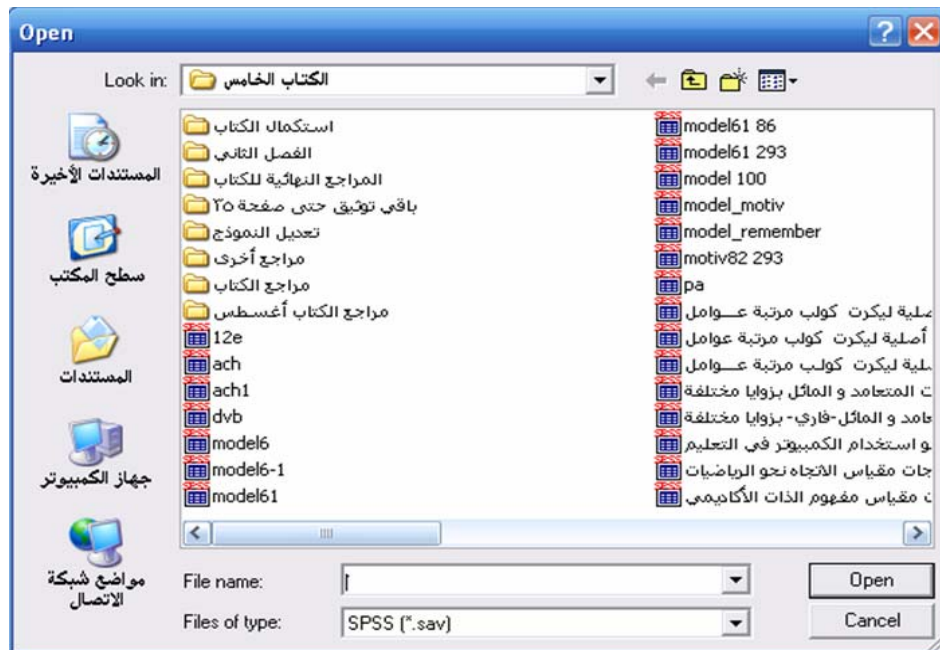 Open
Look in:
الكتاب الخامس
المستندات الأخيرة
سطح المكتب
المستندات
جهاز الكمبيوتر
مواضع شبكة
الاتصال
استكمال الكتاب
الفصل الثاني
المراجع النهائية للكتاب
باقي توثيق حتى صفحة ٣٥
تعديل النموذج
مراجع أخرى
مراجع الكتاب
مراجع الكتاب أغسطس
12e
ach
ach1
dvb
model6
model6-1
model61
model61 86
model61 293
model 100
model_motiv
model_remember
motiv82 293
pa
صلية ليكرت كولب مرتبة عـــوامل
أصلية ليكرت كولب مرتبة عوامل
ـلية ليكرت كولب مرتبة عـــوامل
ت المتعامد و المائل بزوايا مختلفة
عامد و المائل-فاري- بزوايا مختلفة
و استخدام الكمبيوتر في التعليم
جات مقياس الاتجاه نحو الرياضيات
ت مقياس مفهوم الذات الأكاديمي
File name:
Open
Files of type:
SPSS (*.sav)
Cancel